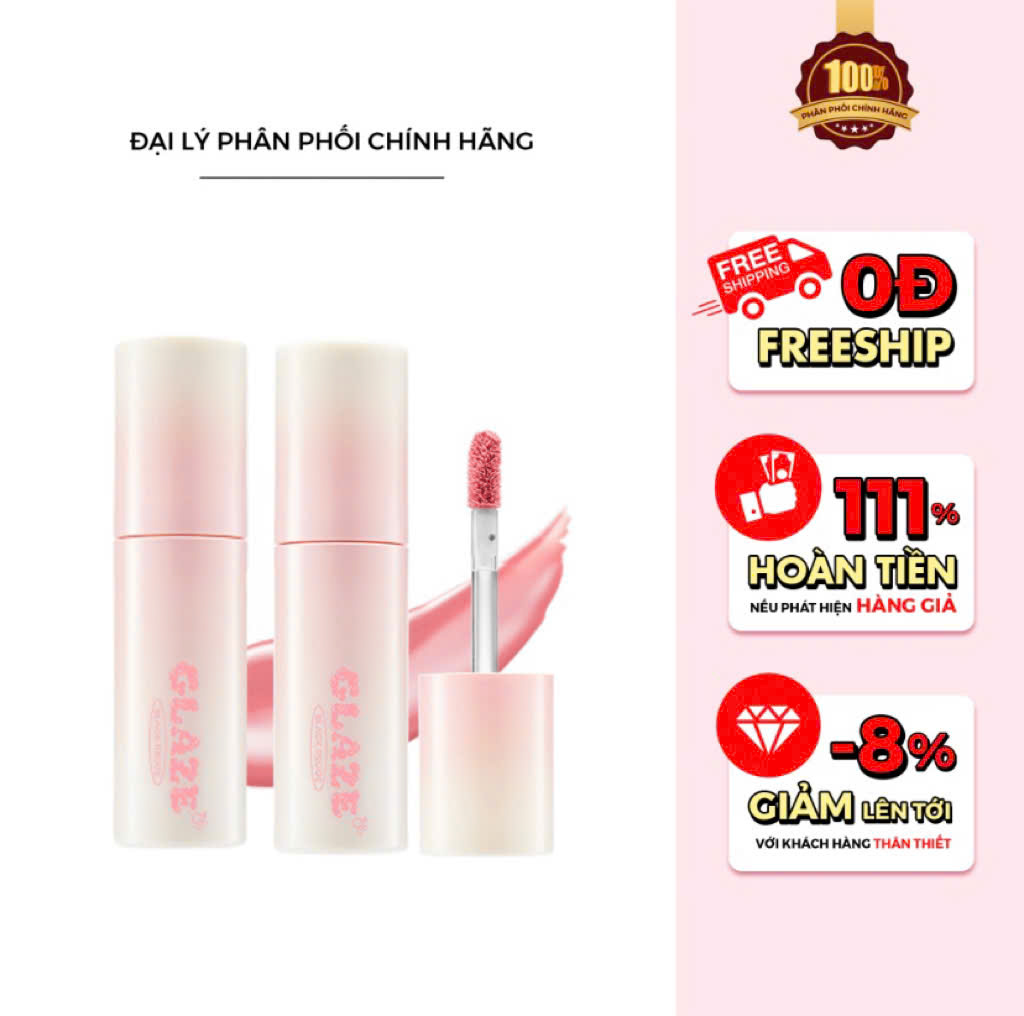 ĐẠI LÝ PHÂN PHỐI CHÍNH HÃNG
GLAZE
GLAZE
100%
PHÂN PHỐI CHÍNH HÃNG
FREE
SHIPPING
0Đ
FREESHIP
111%
HOÀN TIỀN
NẾU PHÁT HIỆN HÀNG GIẢ
-8%
GIẢM LÊN TỚI
VỚI KHÁCH HÀNG THÂN THIẾT